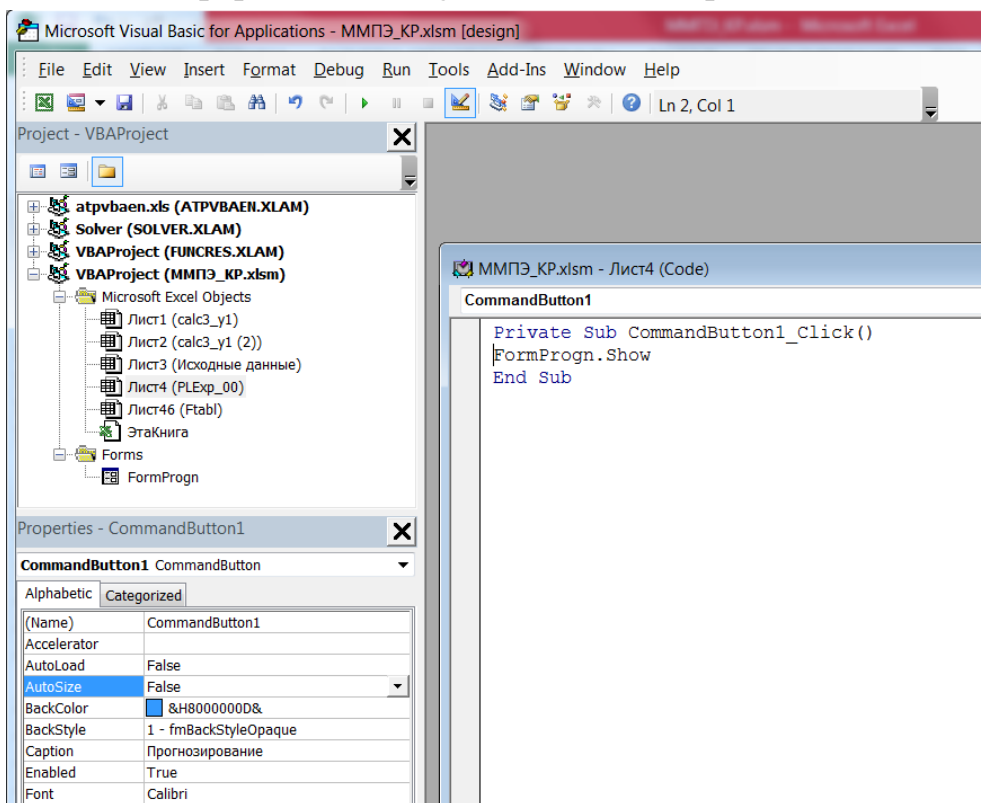 Microsoft Visual Basic for Applications - ММПЭ_КР.xlsm [design]
File Edit View Insert Format Debug Run Tools Add-Ins Window Help
Ln 2, Col 1
Project - VBAProject
atpvbaen.xls (ATPVBAEN.XLAM)
Solver (SOLVER.XLAM)
VBAProject (FUNCRES.XLAM)
VBAProject (ММПЭ_КР.xlsm)
Microsoft Excel Objects
Лист1 (calc3_y1)
Лист2 (calc3_y1 (2))
Лист3 (Исходные данные)
Лист4 (PLExp_00)
Лист46 (Ftabl)
ЭтаКнига
Forms
FormProgn
Properties - CommandButton1
CommandButton1 CommandButton
Alphabetic Categorized
(Name) CommandButton1
Accelerator
AutoLoad False
AutoSize False
BackColor &H8000000D&
BackStyle 1 - fmBackStyleOpaque
Caption Прогнозирование
Enabled True
Font Calibri
ММПЭ_КР.xlsm - Лист4 (Code)
CommandButton1
Private Sub CommandButton1_Click()
FormProgn.Show
End Sub